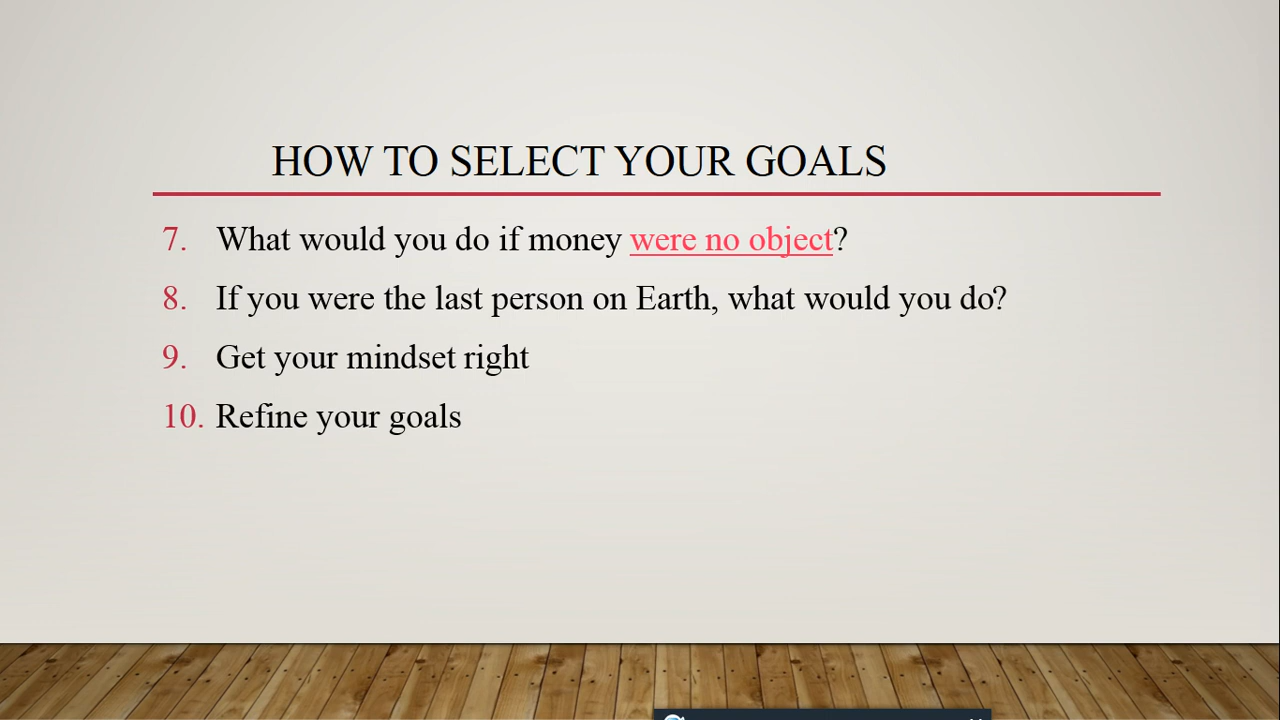 HOW TO SELECT YOUR GOALS
7. What would you do if money were no object?
8. If you were the last person on Earth, what would you do?
9. Get your mindset right
10. Refine your goals